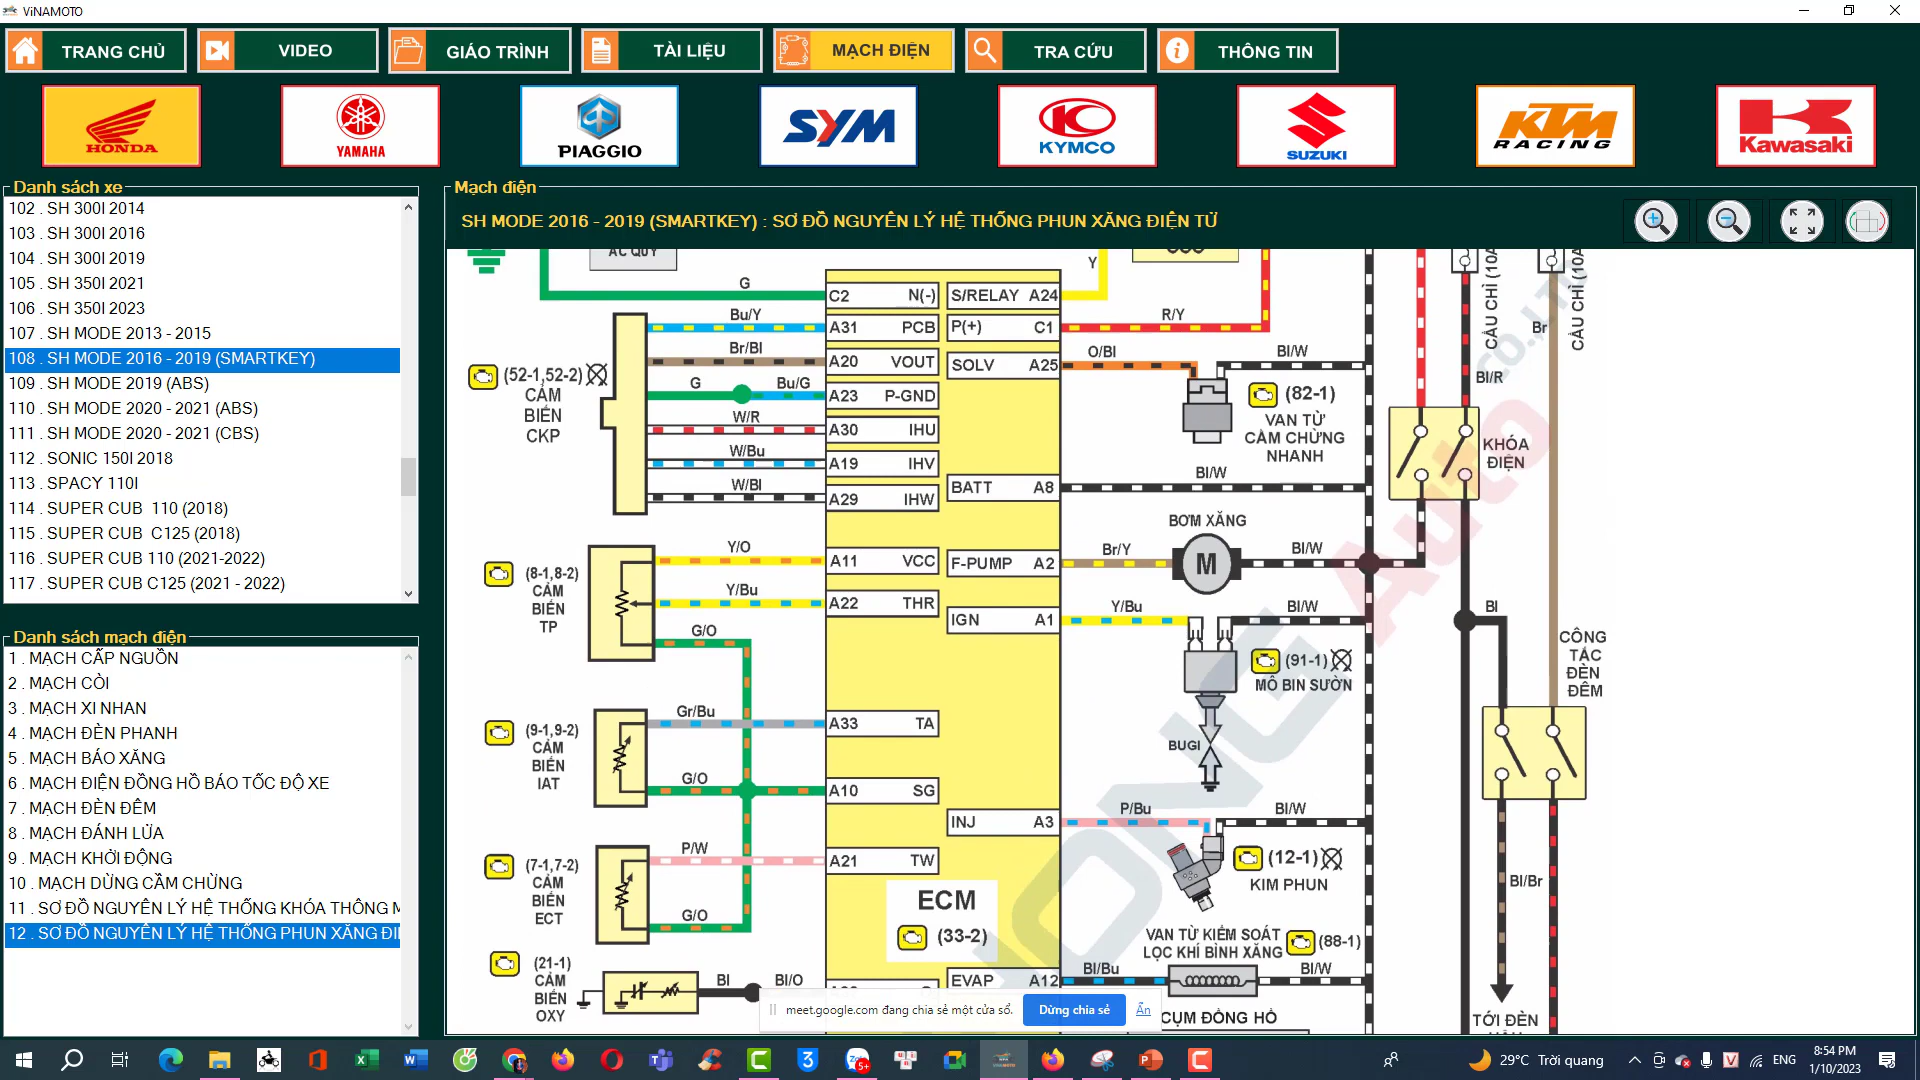 ViNAMOTO
TRANG CHỦ
VIDEO
GIÁO TRÌNH
TÀI LIỆU
MẠCH ĐIỆN
TRA CỨU
THÔNG TIN
HONDA
YAMAHA
PIAGGIO
SYM
KYMCO
SUZUKI
KTM
RACING
Kawasaki
Danh sách xe
102 . SH 300I 2014
103 . SH 300I 2016
104 . SH 300I 2019
105 . SH 350I 2021
106 . SH 350I 2023
107 . SH MODE 2013 - 2015
108 . SH MODE 2016 - 2019 (SMARTKEY)
109 . SH MODE 2019 (ABS)
110 . SH MODE 2020 - 2021 (ABS)
111 . SH MODE 2020 - 2021 (CBS)
112 . SONIC 150I 2018
113 . SPACY 110I
114 . SUPER CUB  110 (2018)
115 . SUPER CUB  C125 (2018)
116 . SUPER CUB 110 (2021-2022)
117 . SUPER CUB C125 (2021 - 2022)
Danh sách mạch điện
1 . MẠCH CẤP NGUỒN
2 . MẠCH CÒI
3 . MẠCH XI NHAN
4 . MẠCH ĐÈN PHANH
5 . MẠCH BÁO XĂNG
6 . MẠCH ĐIỆN ĐỒNG HỒ BÁO TỐC ĐỘ XE
7 . MẠCH ĐÈN ĐÊM
8 . MẠCH ĐÁNH LỬA
9 . MẠCH KHỞI ĐỘNG
10 . MẠCH DỪNG CẦM CHỪNG
11 . SƠ ĐỒ NGUYÊN LÝ HỆ THỐNG KHÓA THÔNG M
12 . SƠ ĐỒ NGUYÊN LÝ HỆ THỐNG PHUN XĂNG ĐIỆ
Mạch điện
SH MODE 2016 - 2019 (SMARTKEY) : SƠ ĐỒ NGUYÊN LÝ HỆ THỐNG PHUN XĂNG ĐIỆN TỬ
ẮC QUY
G
C2 N(-)
Bu/Y
A31 PCB
Br/Bl
A20 VOUT
G
Bu/G
A23 P-GND
W/R
A30 IHU
W/Bu
A19 IHV
W/Bl
A29 IHW
(52-1,52-2)
CẢM
BIẾN
CKP
Y/O
A11 VCC
Y/Bu
A22 THR
G/O
(8-1,8-2)
CẢM
BIẾN
TP
Gr/Bu
A33 TA
G/O
A10 SG
(9-1,9-2)
CẢM
BIẾN
IAT
P/W
A21 TW
G/O
(7-1,7-2)
CẢM
BIẾN
ECT
(21-1)
CẢM
BIẾN
OXY
Bl
Bl/O
ECM
(33-2)
S/RELAY A24
Y
P(+) C1
R/Y
SOLV A25
O/Bl
Bl/W
(82-1)
VAN TỪ
CẦM CHỪNG
NHANH
BATT A8
Bl/W
BƠM XĂNG
F-PUMP A2
Br/Y
M
Bl/W
IGN A1
Y/Bu
Bl/W
(91-1)
MÔ BIN SƯỜN
BUGI
INJ A3
P/Bu
Bl/W
(12-1)
KIM PHUN
VAN TỪ KIỂM SOÁT
LỌC KHÍ BÌNH XĂNG
(88-1)
EVAP A12
Bl/Bu
Bl/W
CỤM ĐỒNG HỒ
CẦU CHÌ (10A
Br
CẦU CHÌ (10A
Bl/R
KHÓA
ĐIỆN
Bl
CÔNG
TẮC
ĐÈN
ĐÊM
Bl/Br
TỚI ĐÈN
ONG Auto CO.,LTD
meet.google.com đang chia sẻ một cửa sổ.
Dừng chia sẻ
Ẩn
29°C Trời quang
ENG
8:54 PM
1/10/2023